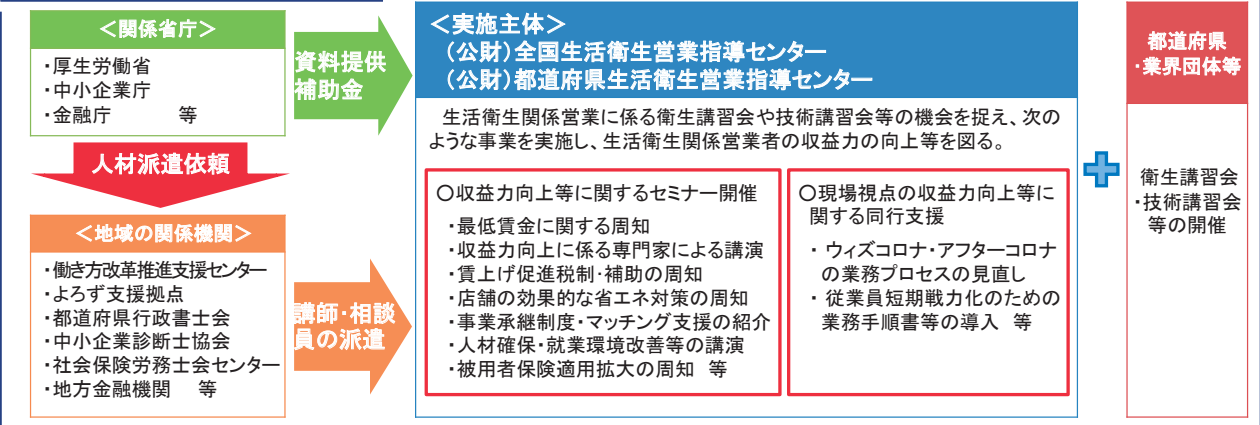 ＜関係省庁＞
・厚生労働省
・中小企業庁
・金融庁　　　等
資料提供
補助金
人材派遣依頼
＜地域の関係機関＞
・働き方改革推進支援センター
・よろず支援拠点
・都道府県行政書士会
・中小企業診断士協会
・社会保険労務士会センター
・地方金融機関　等
講師・相談
員の派遣
＜実施主体＞
（公財）全国生活衛生営業指導センター
（公財）都道府県生活衛生営業指導センター
生活衛生関係営業に係る衛生講習会や技術講習会等の機会を捉え、次の
ような事業を実施し、生活衛生関係営業者の収益力の向上等を図る。
〇収益力向上等に関するセミナー開催
・最低賃金に関する周知
・収益力向上に係る専門家による講演
・賃上げ促進税制・補助の周知
・店舗の効果的な省エネ対策の周知
・事業承継制度・マッチング支援の紹介
・人材確保・就業環境改善等の講演
・被用者保険適用拡大の周知　等
〇現場視点の収益力向上等に
関する同行支援
・ウィズコロナ・アフターコロナ
の業務プロセスの見直し
・従業員短期戦力化のための
業務手順書等の導入　等
都道府県
・業界団体等
衛生講習会
・技術講習会
等の開催